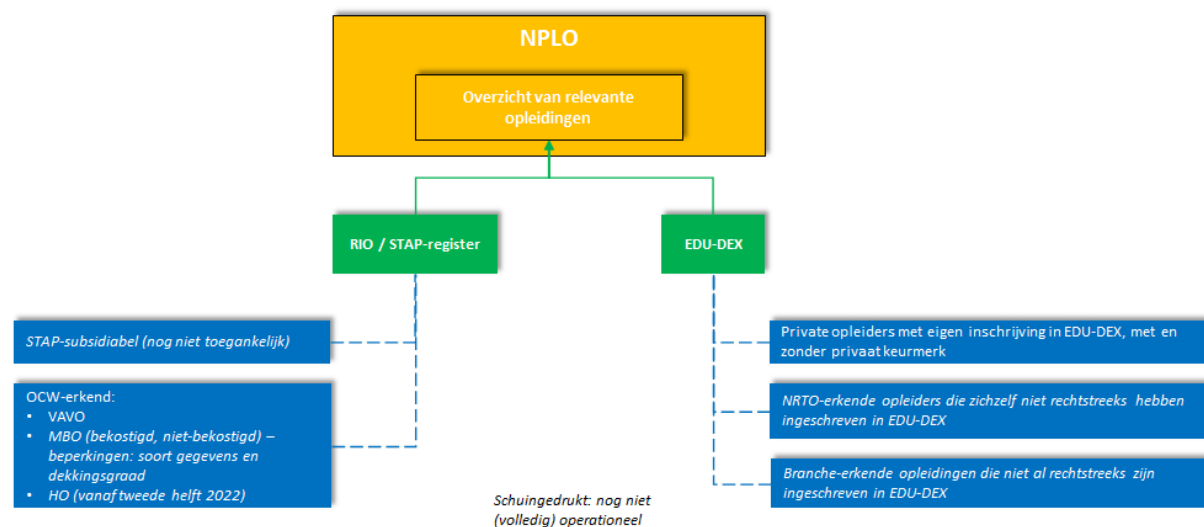 NPLO
Overzicht van relevante
opleidingen
RIO / STAP-register
EDU-DEX
STAP-subsidiabel (nog niet toegankelijk)
OCW-erkend:
• VAVO
• MBO (bekostigd, niet-bekostigd) –
beperkingen: soort gegevens en
dekkingsgraad
• HO (vanaf tweede helft 2022)
Private opleiders met eigen inschrijving in EDU-DEX, met en
zonder privaat keurmerk
NRTO-erkende opleiders die zichzelf niet rechtstreeks hebben
ingeschreven in EDU-DEX
Branche-erkende opleidingen die niet al rechtstreeks zijn
ingeschreven in EDU-DEX
Schuingedrukt: nog niet
(volledig) operationeel